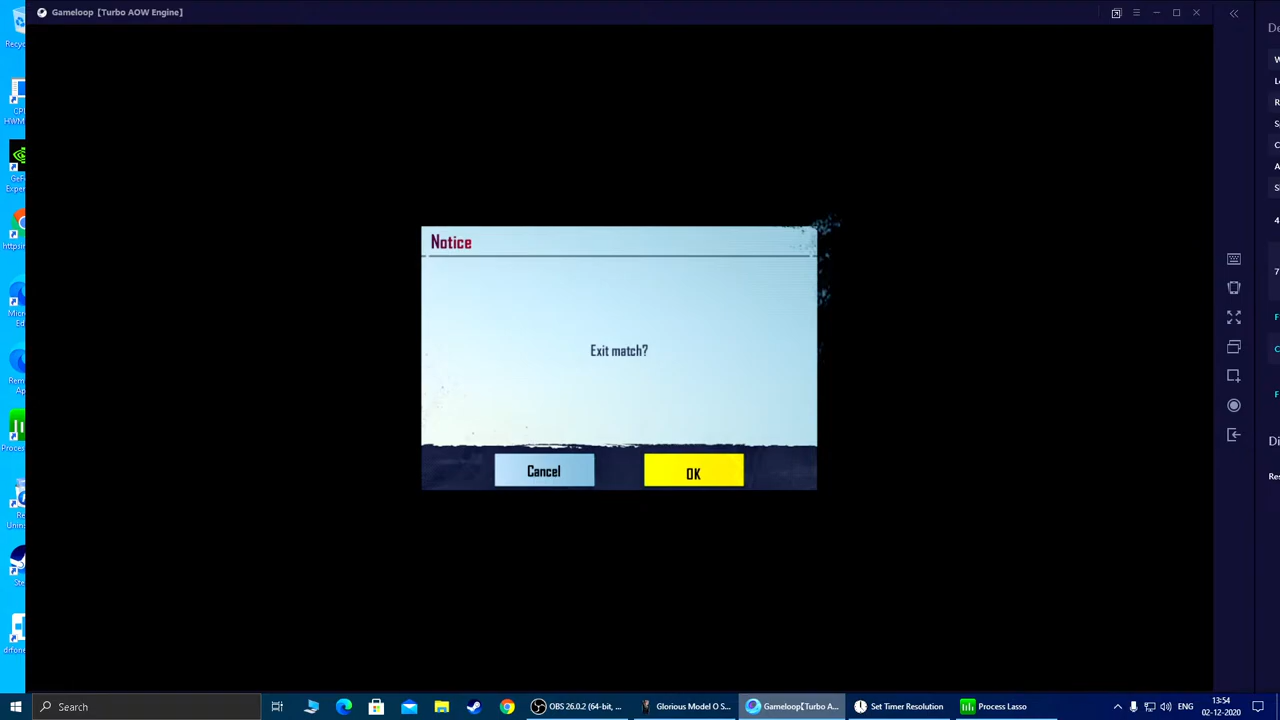 Gameloop【Turbo AOW Engine】
Notice
Exit match?
Cancel
OK
Search
OBS 26.0.2 (64-bit, ...
Glorious Model O S...
Gameloop【Turbo A...
Set Timer Resolution
Process Lasso
ENG
13:54
02-12-2020